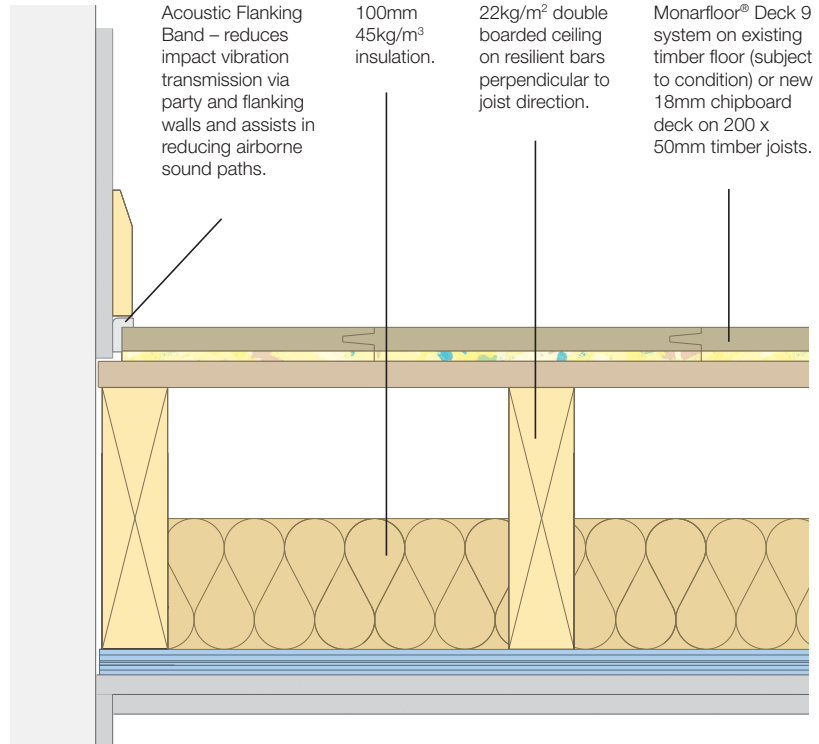 Acoustic Flanking
Band – reduces
impact vibration
transmission via
party and flanking
walls and assists in
reducing airborne
sound paths.
100mm
45kg/m³
insulation.
22kg/m² double
boarded ceiling
on resilient bars
perpendicular to
joist direction.
Monarfloor® Deck 9
system on existing
timber floor (subject
to condition) or new
18mm chipboard
deck on 200 x
50mm timber joists.